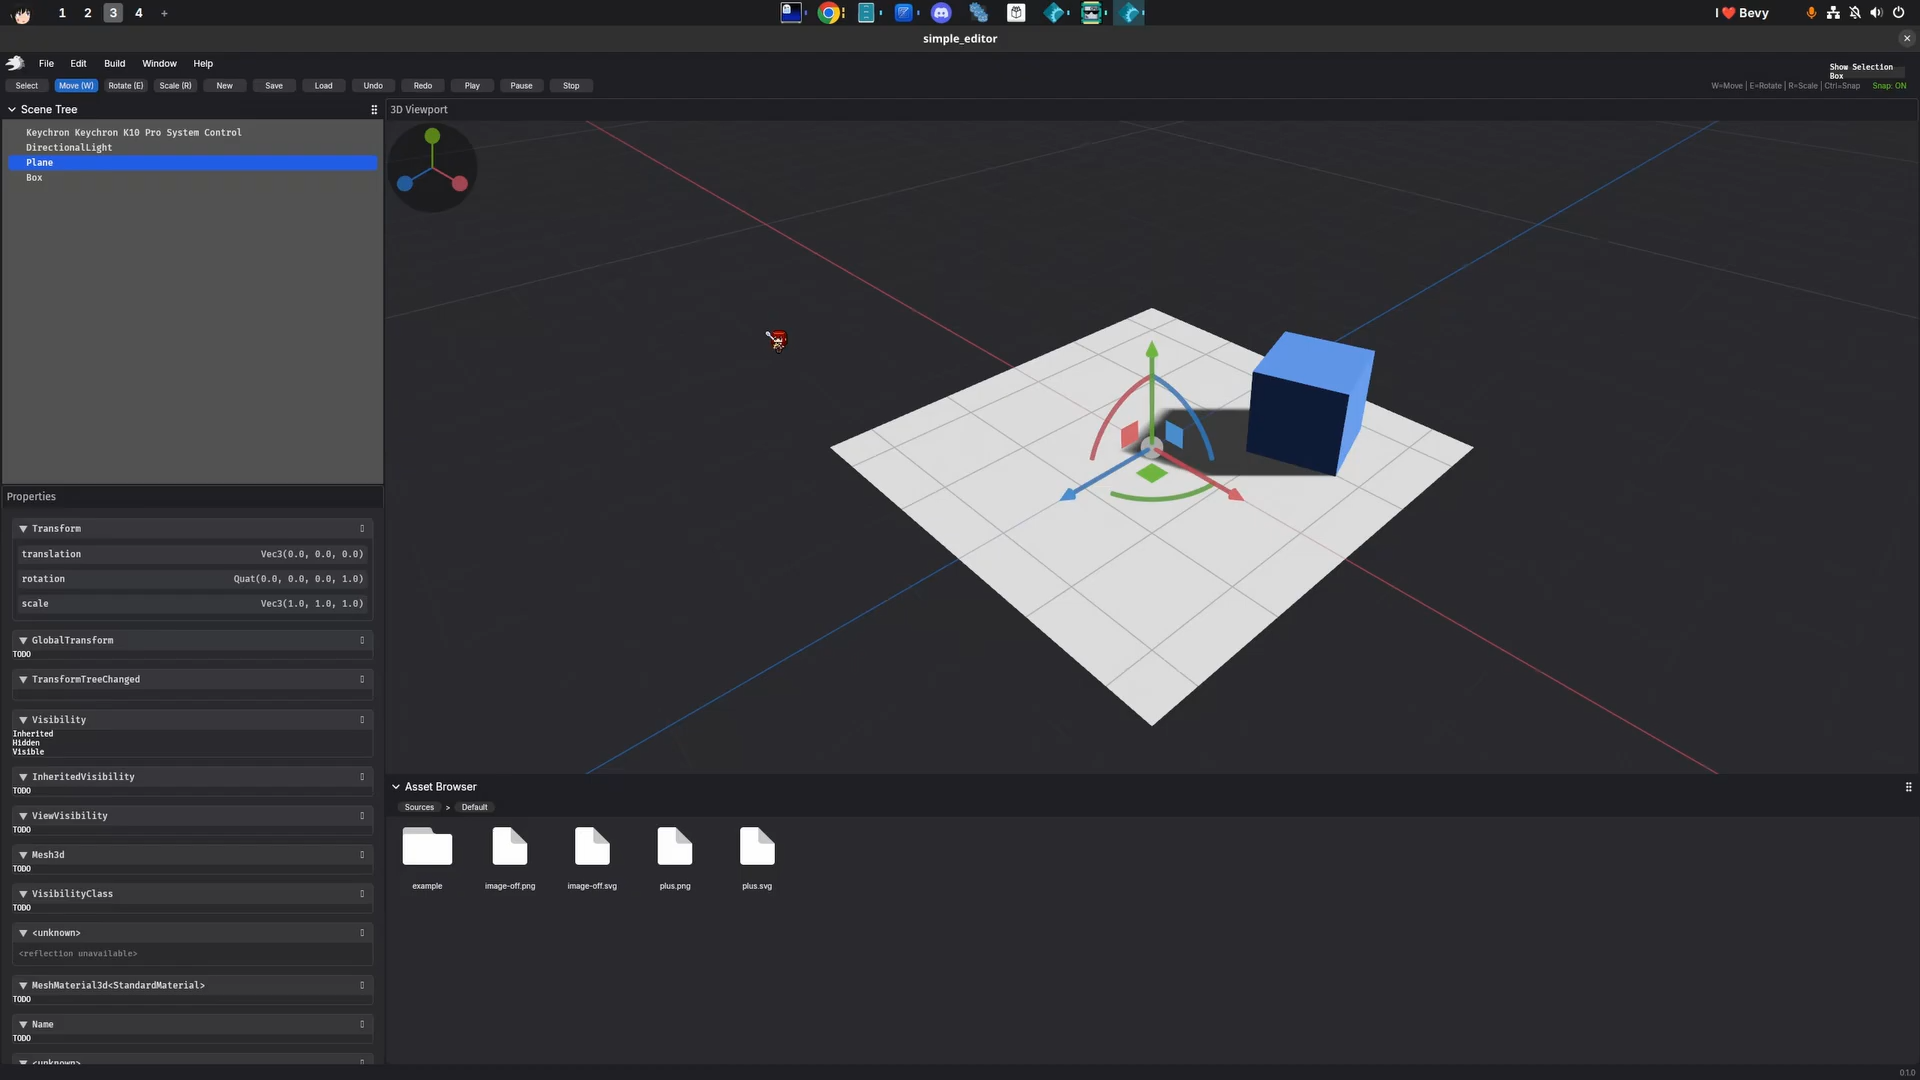 1 2 3 4 +
I ❤ Bevy
simple_editor
File Edit Build Window Help
Show Selection
Box
Select Move (W) Rotate (E) Scale (R) New Save Load Undo Redo Play Pause Stop
W=Move | E=Rotate | R=Scale | Ctrl=Snap Snap: ON
Scene Tree
3D Viewport
Keychron Keychron K10 Pro System Control
DirectionalLight
Plane
Box
Properties
Transform
translation Vec3(0.0, 0.0, 0.0)
rotation Quat(0.0, 0.0, 0.0, 1.0)
scale Vec3(1.0, 1.0, 1.0)
GlobalTransform
TODO
TransformTreeChanged
Visibility
Inherited
Hidden
Visible
InheritedVisibility
TODO
ViewVisibility
TODO
Mesh3d
TODO
VisibilityClass
TODO
<unknown>
<reflection unavailable>
MeshMaterial3d<StandardMaterial>
TODO
Name
TODO
<unknown>
Asset Browser
Sources > Default
example image-off.png image-off.svg plus.png plus.svg
0.1.0